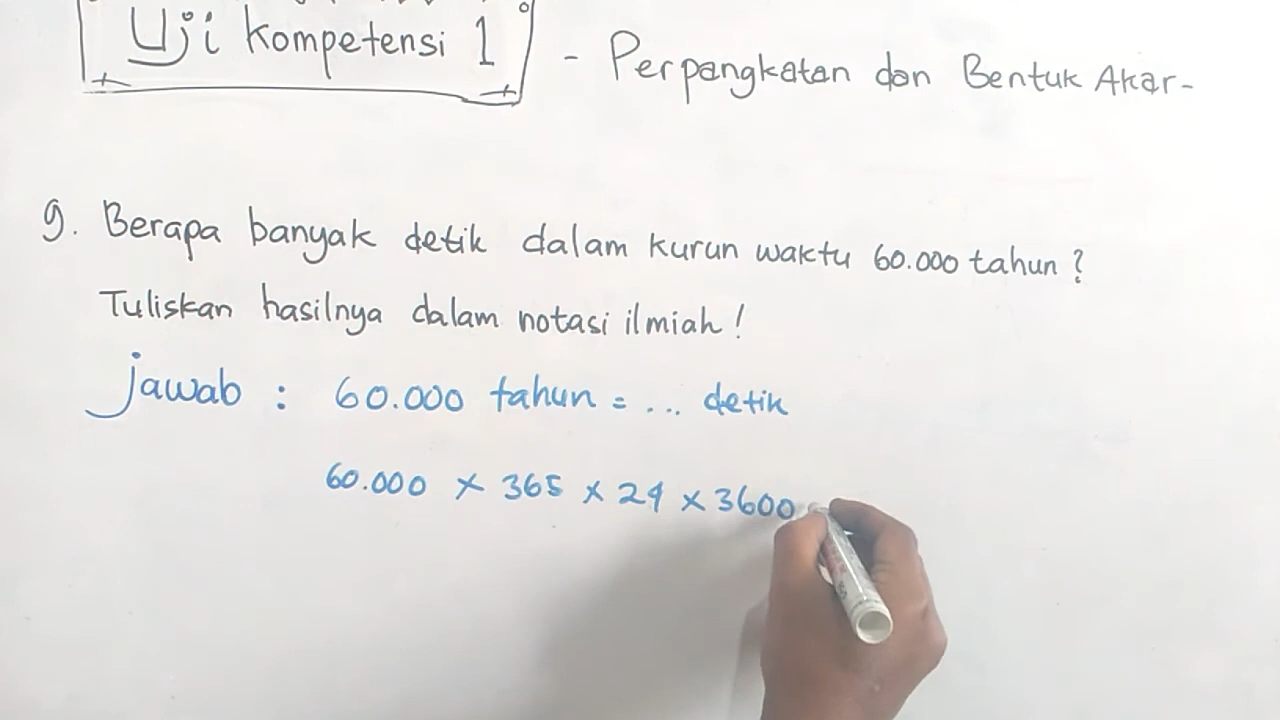 Uji Kompetensi 1 - Perpangkatan dan Bentuk Akar-
9. Berapa banyak detik dalam kurun waktu 60.000 tahun?
Tuliskan hasilnya dalam notasi ilmiah!
jawab : 60.000 tahun = ... detik
60.000 × 365 × 24 × 3600